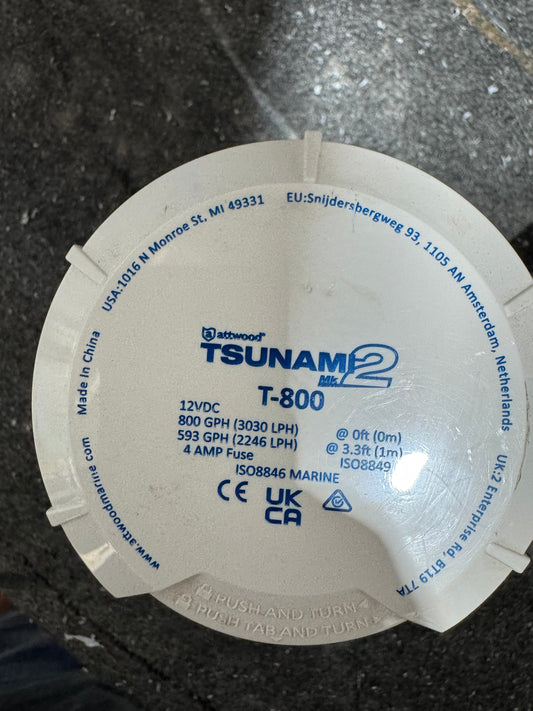 USA:1016 N Monroe St, MI 49331
EU:Snijdersbergweg 93, 1105 AN Amsterdam, Netherlands
UK:2 Enterprise Rd, BT19 7TA
Made In China
www.attwoodmarine.com
attwood
TSUNAMI 2
MK
T-800
12VDC
800 GPH (3030 LPH) @ 0ft (0m)
593 GPH (2246 LPH) @ 3.3ft (1m)
4 AMP Fuse ISO8849
ISO8846 MARINE
CE UK
CA
PUSH AND TURN
PUSH TAB AND TURN